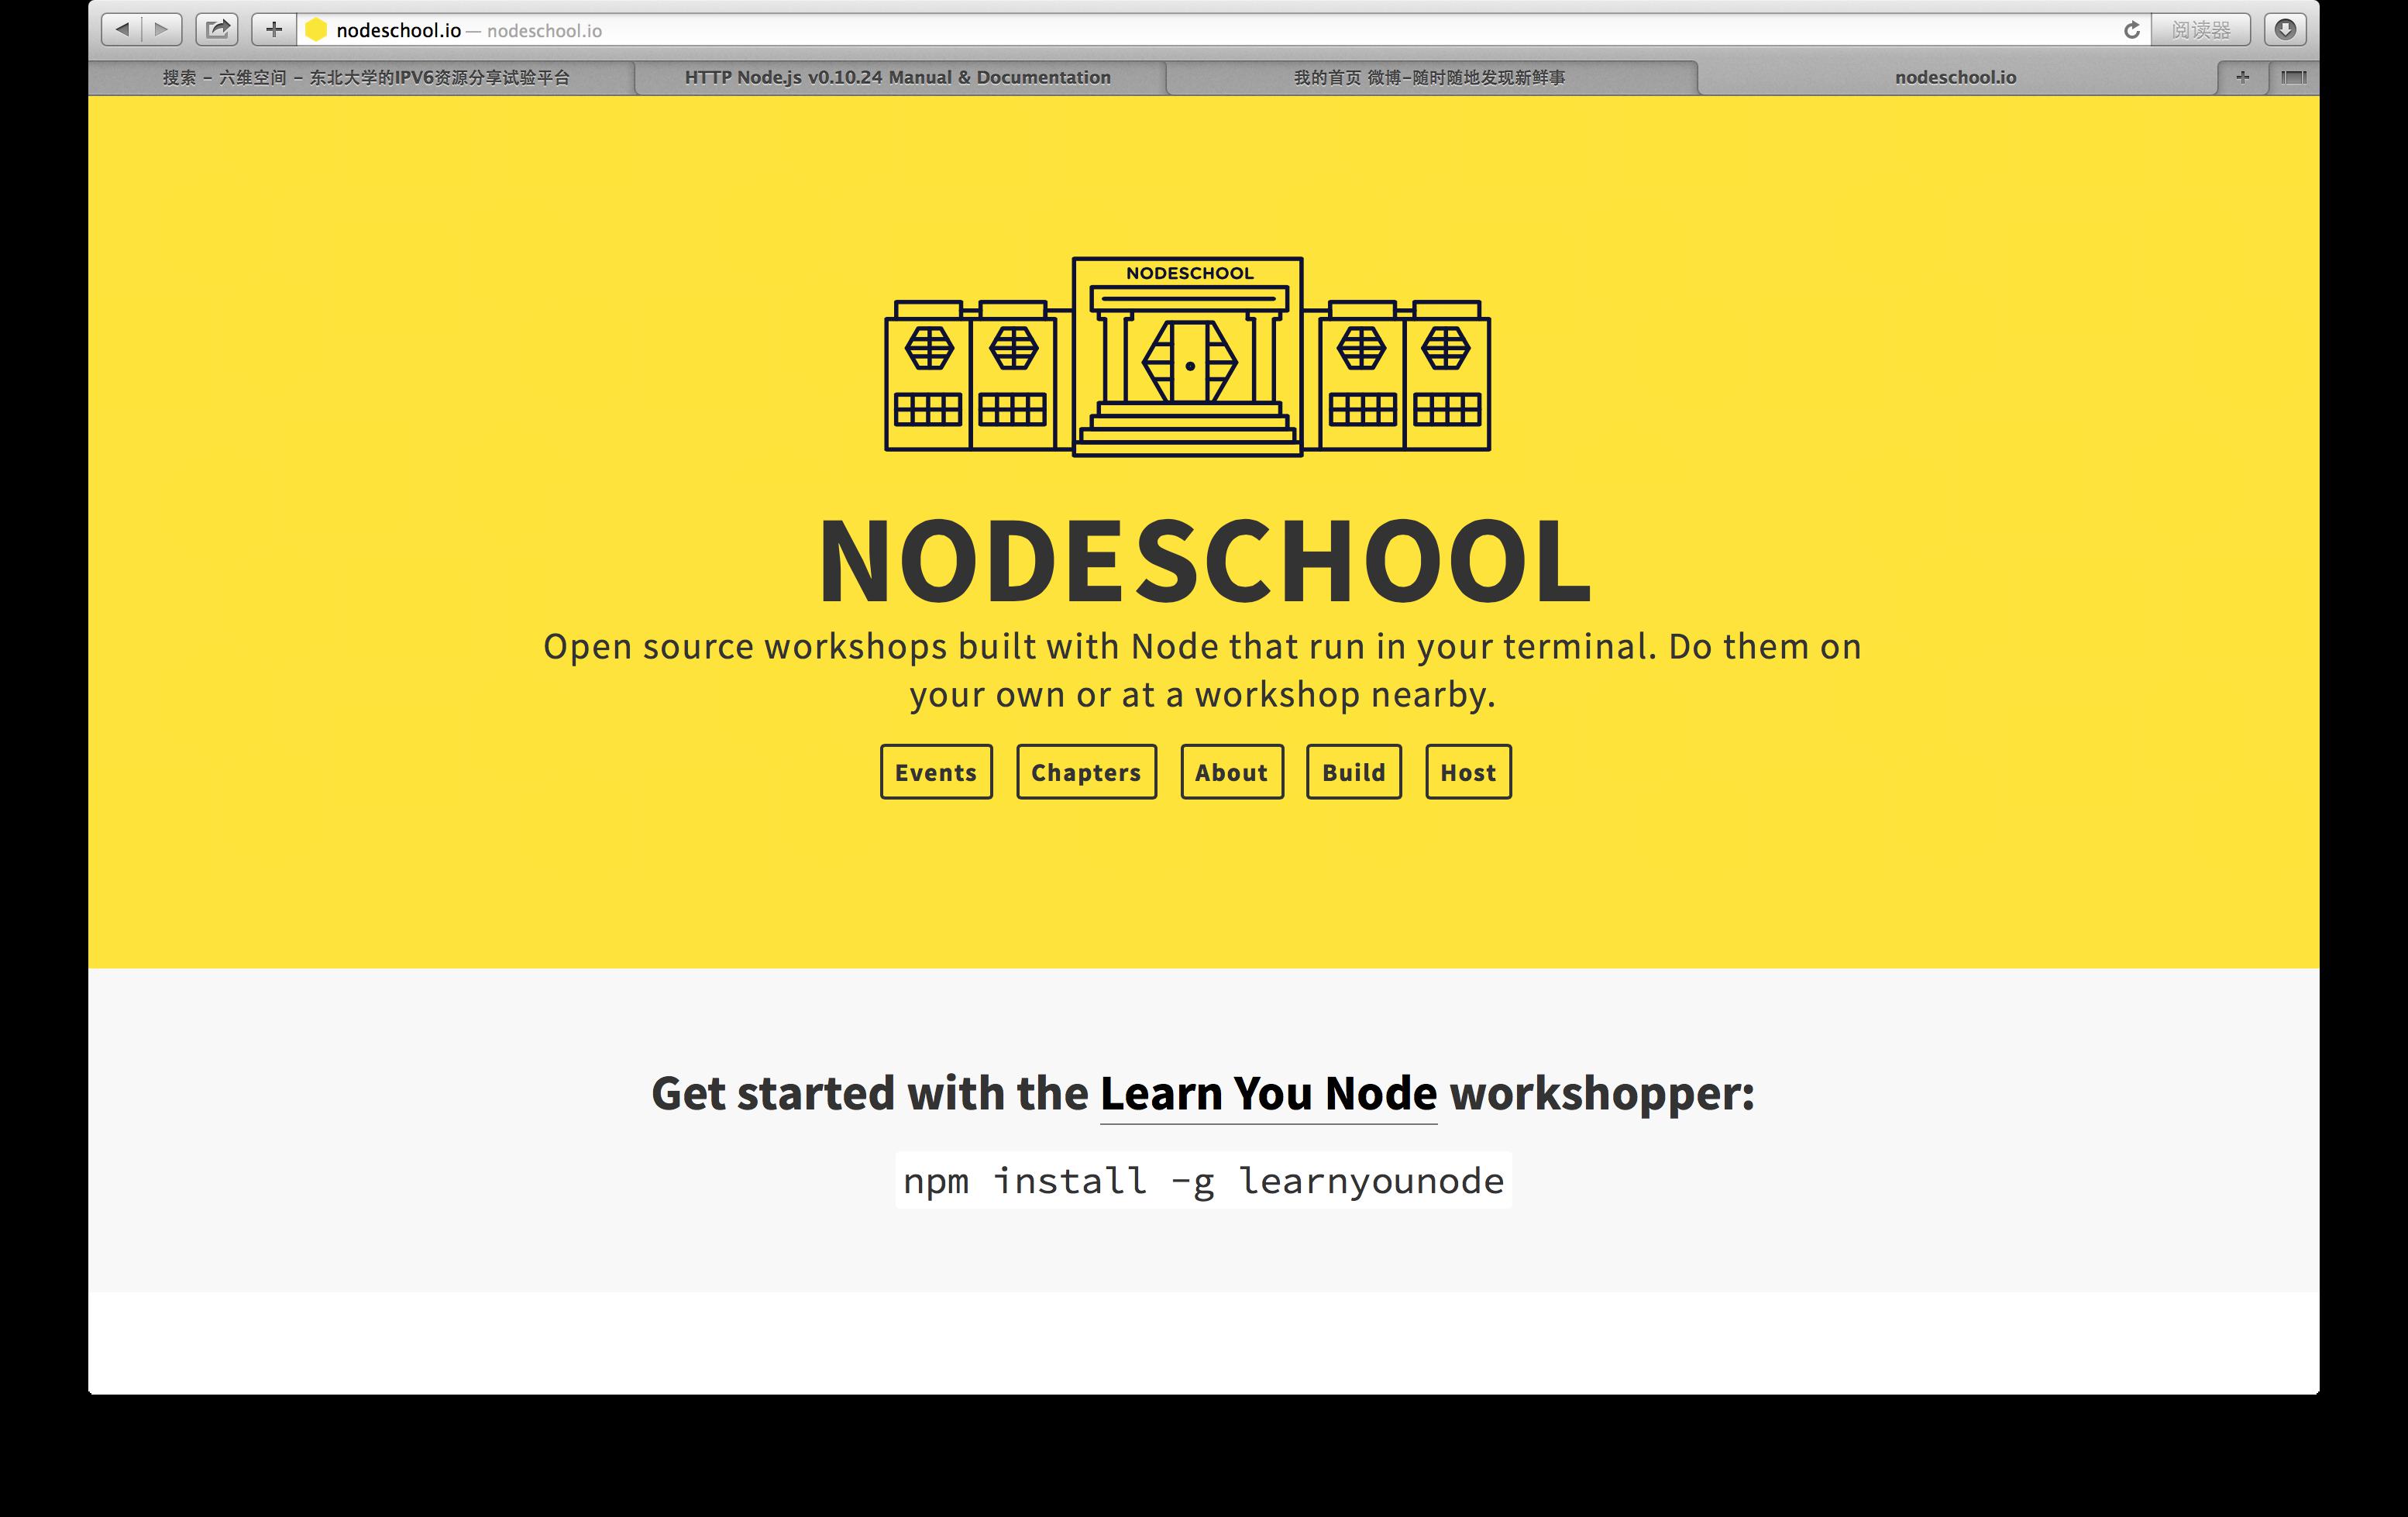 nodeschool.io — nodeschool.io
阅读器
搜索 - 六维空间 - 东北大学的IPV6资源分享试验平台
HTTP Node.js v0.10.24 Manual & Documentation
我的首页 微博-随时随地发现新鲜事
nodeschool.io
NODESCHOOL
NODESCHOOL
Open source workshops built with Node that run in your terminal. Do them on
your own or at a workshop nearby.
Events
Chapters
About
Build
Host
Get started with the Learn You Node workshopper:
npm install -g learnyounode